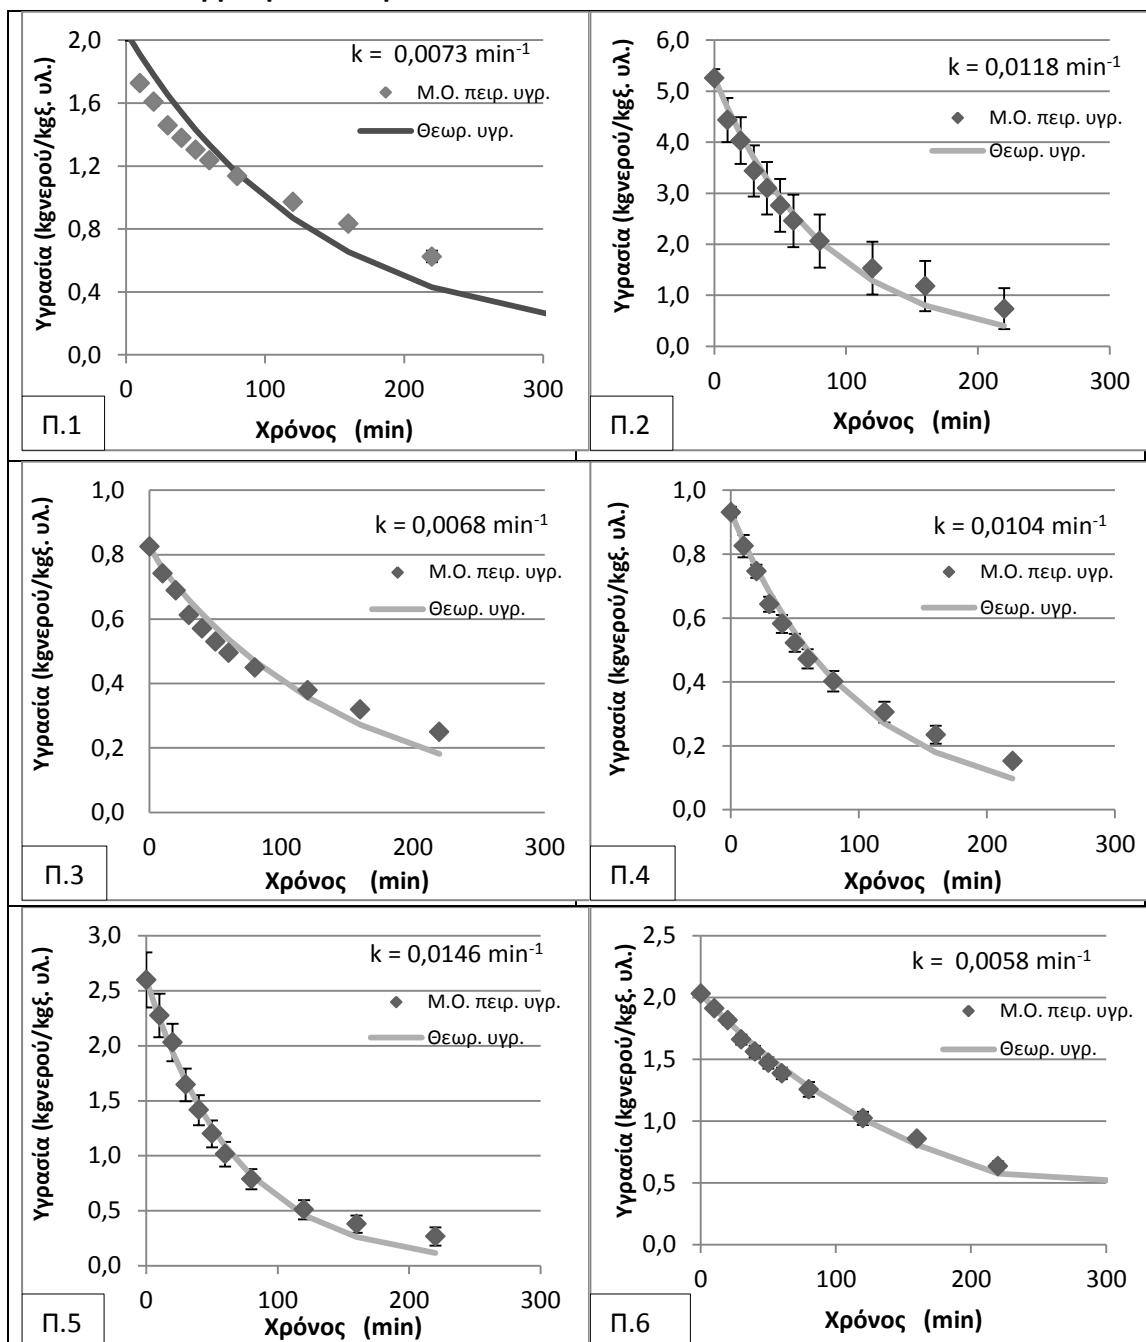 2,0
1,6
1,2
0,8
0,4
0,0
0
100
200
300
Υγρασία (kgνερού/kgξ. υλ.)
Χρόνος (min)
k = 0,0073 min-1
Μ.Ο. πειρ. υγρ.
Θεωρ. υγρ.
Π.1
6,0
5,0
4,0
3,0
2,0
1,0
0,0
0
100
200
300
Υγρασία (kgνερού/kgξ. υλ.)
Χρόνος (min)
k = 0,0118 min-1
Μ.Ο. πειρ. υγρ.
Θεωρ. υγρ.
Π.2
1,0
0,8
0,6
0,4
0,2
0,0
0
100
200
300
Υγρασία (kgνερού/kgξ. υλ.)
Χρόνος (min)
k = 0,0068 min-1
Μ.Ο. πειρ. υγρ.
Θεωρ. υγρ.
Π.3
1,0
0,8
0,6
0,4
0,2
0,0
0
100
200
300
Υγρασία (kgνερού/kgξ. υλ.)
Χρόνος (min)
k = 0,0104 min-1
Μ.Ο. πειρ. υγρ.
Θεωρ. υγρ.
Π.4
3,0
2,5
2,0
1,5
1,0
0,5
0,0
0
100
200
300
Υγρασία (kgνερού/kgξ. υλ.)
Χρόνος (min)
k = 0,0146 min-1
Μ.Ο. πειρ. υγρ.
Θεωρ. υγρ.
Π.5
2,5
2,0
1,5
1,0
0,5
0,0
0
100
200
300
Υγρασία (kgνερού/kgξ. υλ.)
Χρόνος (min)
k = 0,0058 min-1
Μ.Ο. πειρ. υγρ.
Θεωρ. υγρ.
Π.6